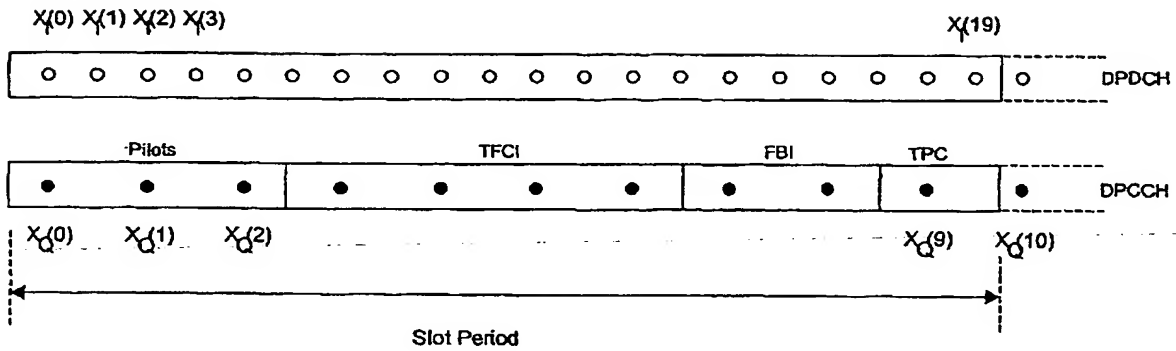 X_I(0) X_I(1) X_I(2) X_I(3) X_I(19)
DPDCH
Pilots TFCI FBI TPC
DPCCH
X_Q(0) X_Q(1) X_Q(2) X_Q(9) X_Q(10)
Slot Period